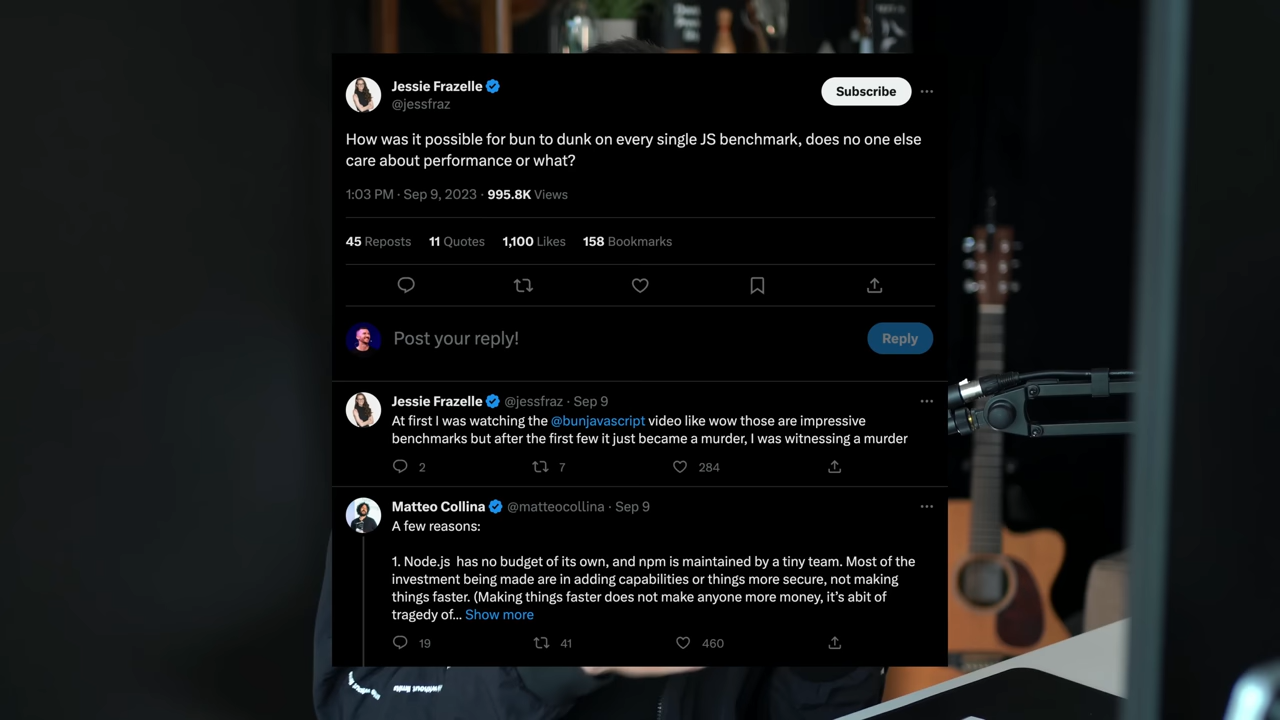 Jessie Frazelle
@jessfraz
Subscribe
How was it possible for bun to dunk on every single JS benchmark, does no one else
care about performance or what?
1:03 PM · Sep 9, 2023 · 995.8K Views
45 Reposts 11 Quotes 1,100 Likes 158 Bookmarks
Post your reply!
Reply
Jessie Frazelle @jessfraz · Sep 9
At first I was watching the @bunjavascript video like wow those are impressive
benchmarks but after the first few it just became a murder, I was witnessing a murder
2 7 284
Matteo Collina @matteocollina · Sep 9
A few reasons:
1. Node.js has no budget of its own, and npm is maintained by a tiny team. Most of the
investment being made are in adding capabilities or things more secure, not making
things faster. (Making things faster does not make anyone more money, it's abit of
tragedy of... Show more
19 41 460